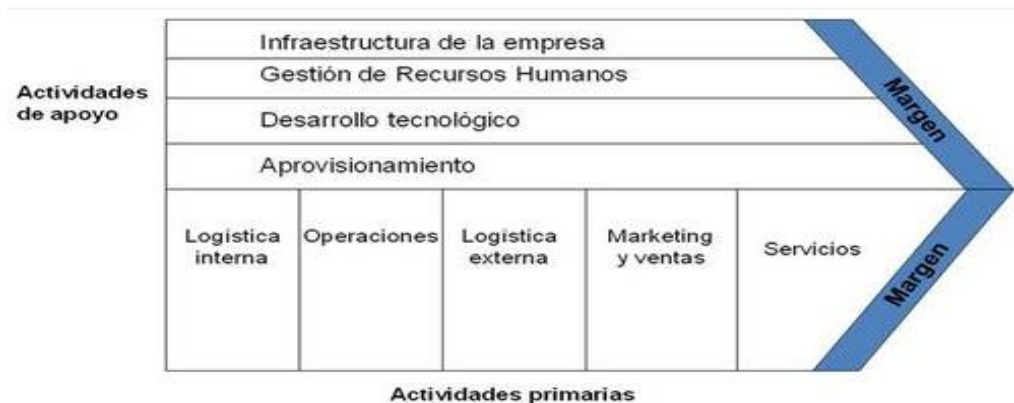 Infraestructura de la empresa
Gestión de Recursos Humanos
Actividades
de apoyo
Desarrollo tecnológico
Aprovisionamiento
Margen
Logística
interna
Operaciones
Logística
externa
Marketing
y ventas
Servicios
Margen
Actividades primarias